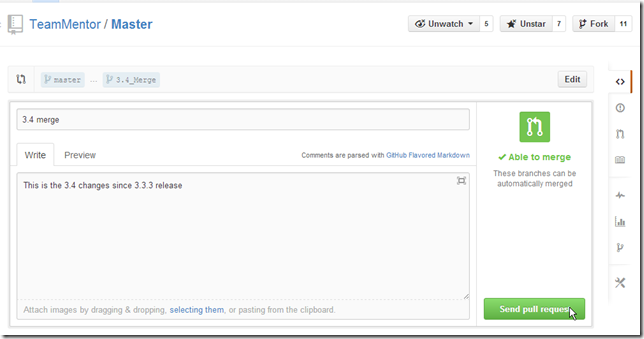 TeamMentor / Master
Unwatch 5
Unstar 7
Fork 11
master ... 3.4_Merge
Edit
3.4 merge
Write Preview
Comments are parsed with GitHub Flavored Markdown
This is the 3.4 changes since 3.3.3 release
Attach images by dragging & dropping, selecting them, or pasting from the clipboard.
Able to merge
These branches can be
automatically merged
Send pull request